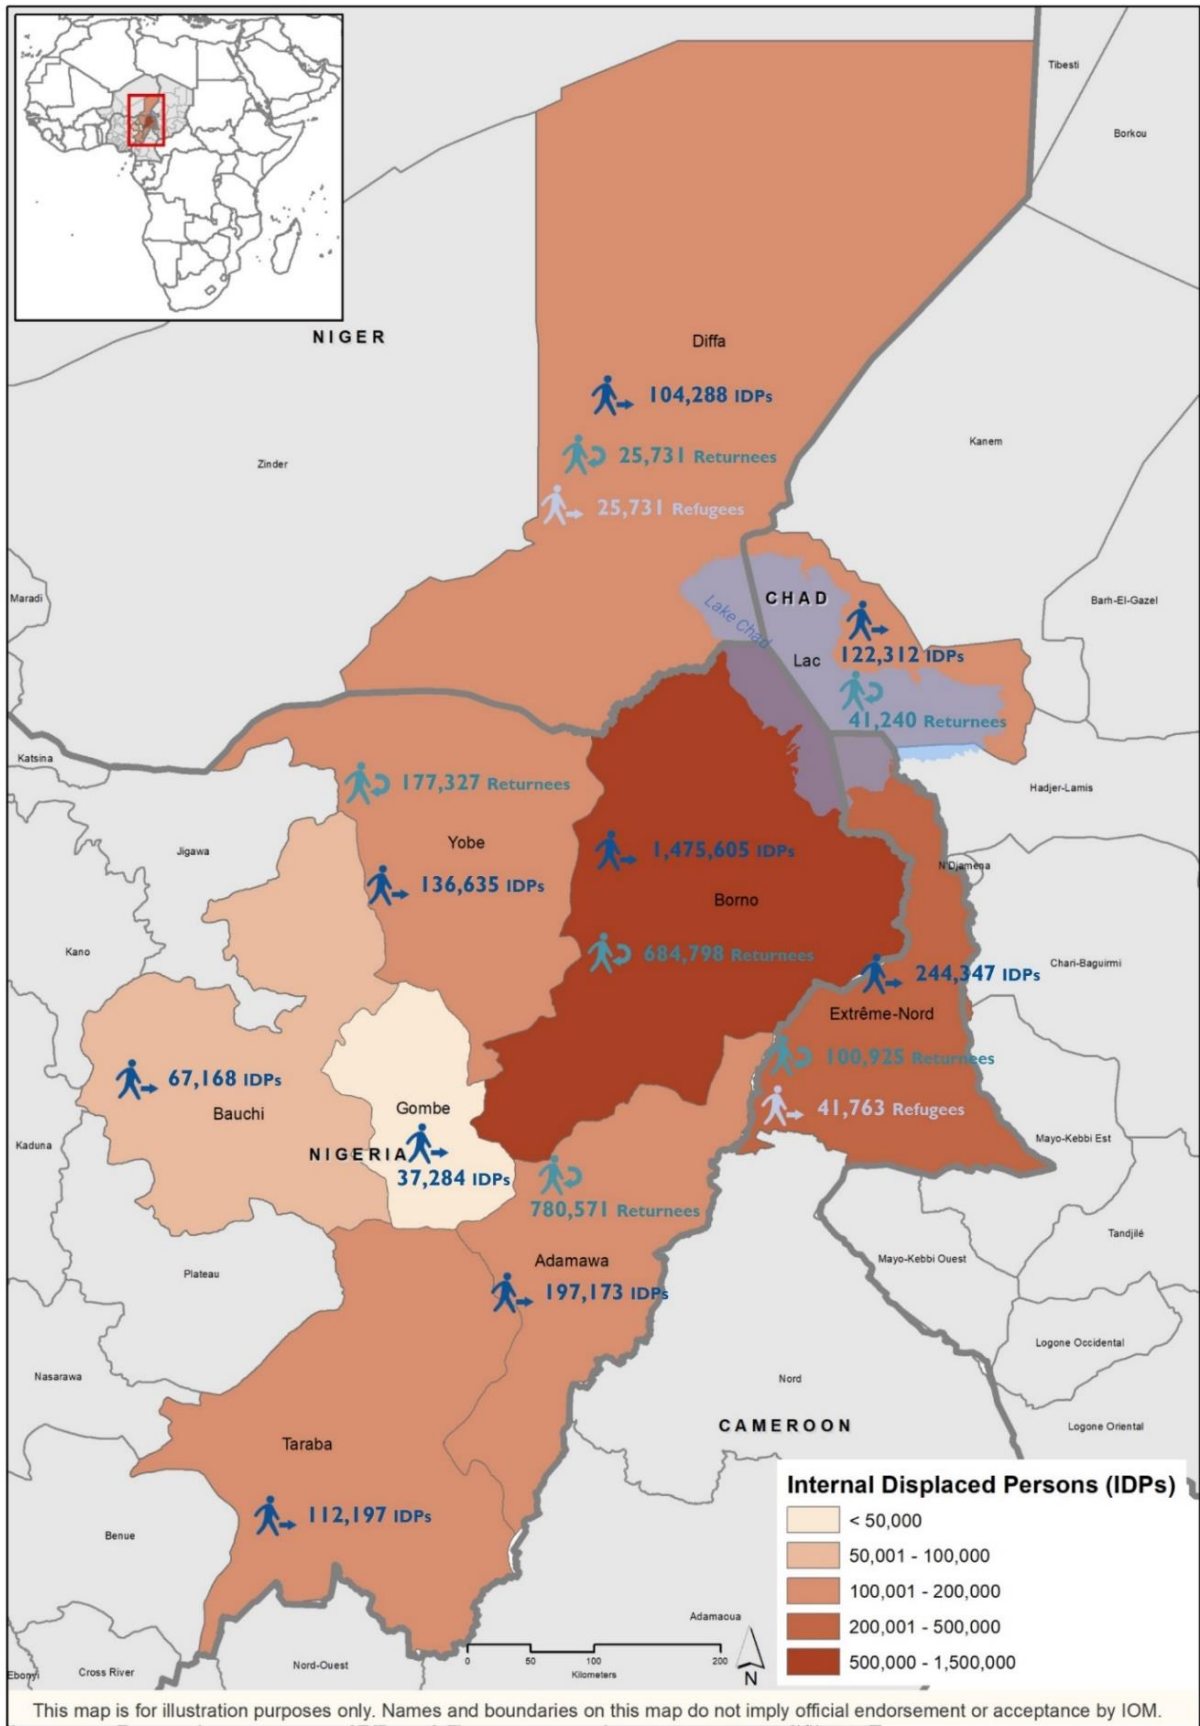 Tibesti
Borkou
NIGER
Diffa
104,288 IDPs
Kanem
25,731 Returnees
Zinder
25,731 Refugees
CHAD
Maradi
Barh-El-Gazel
Lake Chad
Lac
122,312 IDPs
41,240 Returnees
Katsina
177,327 Returnees
Hadjer-Lamis
Yobe
Jigawa
1,475,605 IDPs
N'Djamena
136,635 IDPs
Borno
Kano
684,798 Returnees
Chari-Baguirmi
244,347 IDPs
Extrême-Nord
100,925 Returnees
67,168 IDPs
Bauchi
Gombe
41,763 Refugees
Kaduna
Mayo-Kebbi Est
NIGERIA
37,284 IDPs
780,571 Returnees
Tandjilé
Adamawa
Mayo-Kebbi Ouest
Plateau
197,173 IDPs
Logone Occidental
Nasarawa
Nord
CAMEROON
Logone Oriental
Taraba
Internal Displaced Persons (IDPs)
< 50,000
50,001 - 100,000
100,001 - 200,000
200,001 - 500,000
500,000 - 1,500,000
112,197 IDPs
Benue
Adamaoua
0 50 100 200
Kilometers
N
Nord-Ouest
Cross River
Ebonyi
This map is for illustration purposes only. Names and boundaries on this map do not imply official endorsement or acceptance by IOM.